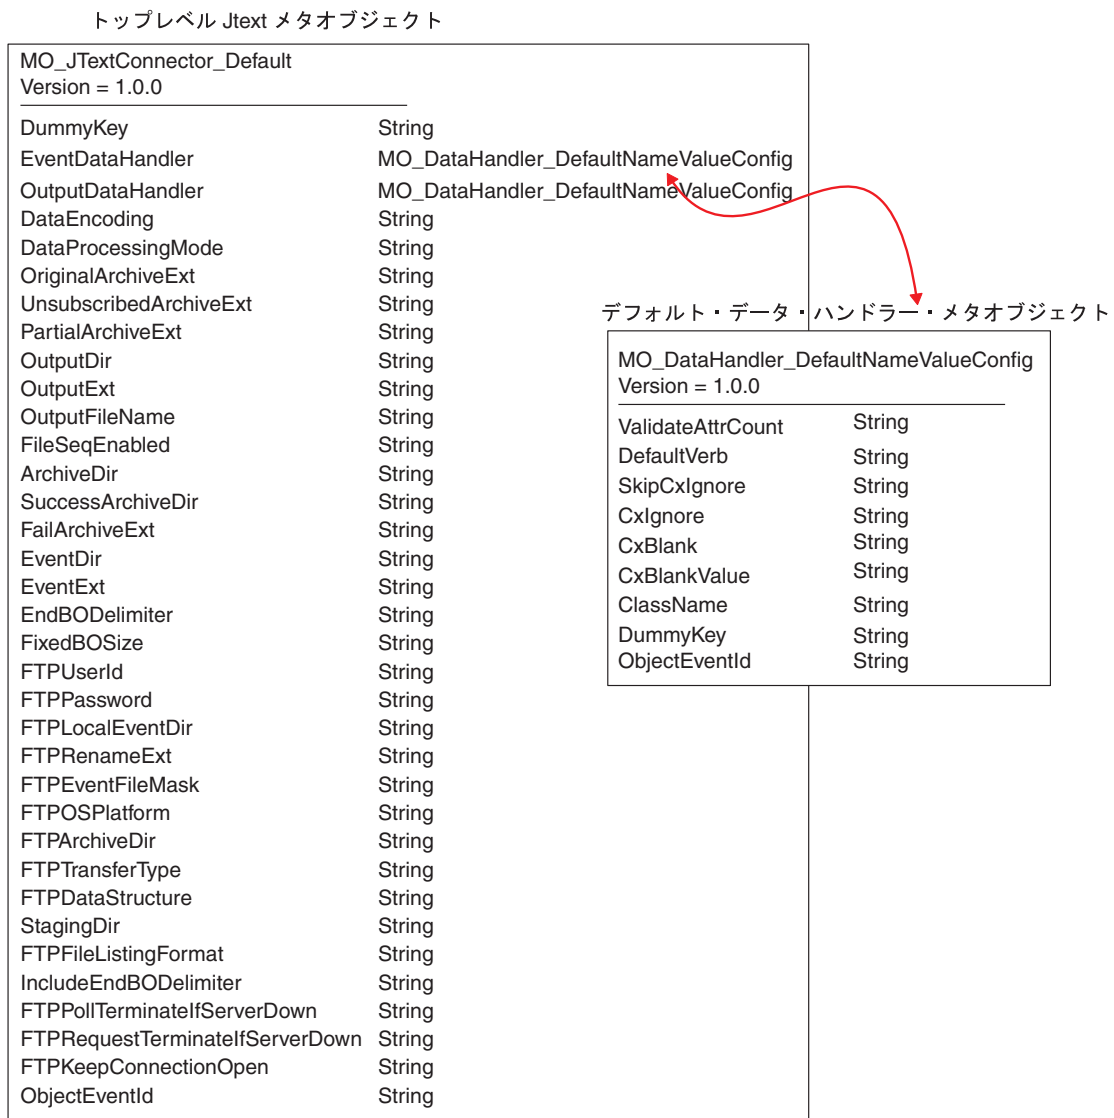 トップレベル Jtext メタオブジェクト
MO_JTextConnector_Default
Version = 1.0.0
DummyKey String
EventDataHandler MO_DataHandler_DefaultNameValueConfig
OutputDataHandler MO_DataHandler_DefaultNameValueConfig
DataEncoding String
DataProcessingMode String
OriginalArchiveExt String
UnsubscribedArchiveExt String
PartialArchiveExt String
OutputDir String
OutputExt String
OutputFileName String
FileSeqEnabled String
ArchiveDir String
SuccessArchiveDir String
FailArchiveExt String
EventDir String
EventExt String
EndBODelimiter String
FixedBOSize String
FTPUserId String
FTPPassword String
FTPLocalEventDir String
FTPRenameExt String
FTPEventFileMask String
FTPOSPlatform String
FTPArchiveDir String
FTPTransferType String
FTPDataStructure String
StagingDir String
FTPFileListingFormat String
IncludeEndBODelimiter String
FTPPollTerminateIfServerDown String
FTPRequestTerminateIfServerDown String
FTPKeepConnectionOpen String
ObjectEventId String
デフォルト・データ・ハンドラー・メタオブジェクト
MO_DataHandler_DefaultNameValueConfig
Version = 1.0.0
ValidateAttrCount String
DefaultVerb String
SkipCxIgnore String
CxIgnore String
CxBlank String
CxBlankValue String
ClassName String
DummyKey String
ObjectEventId String